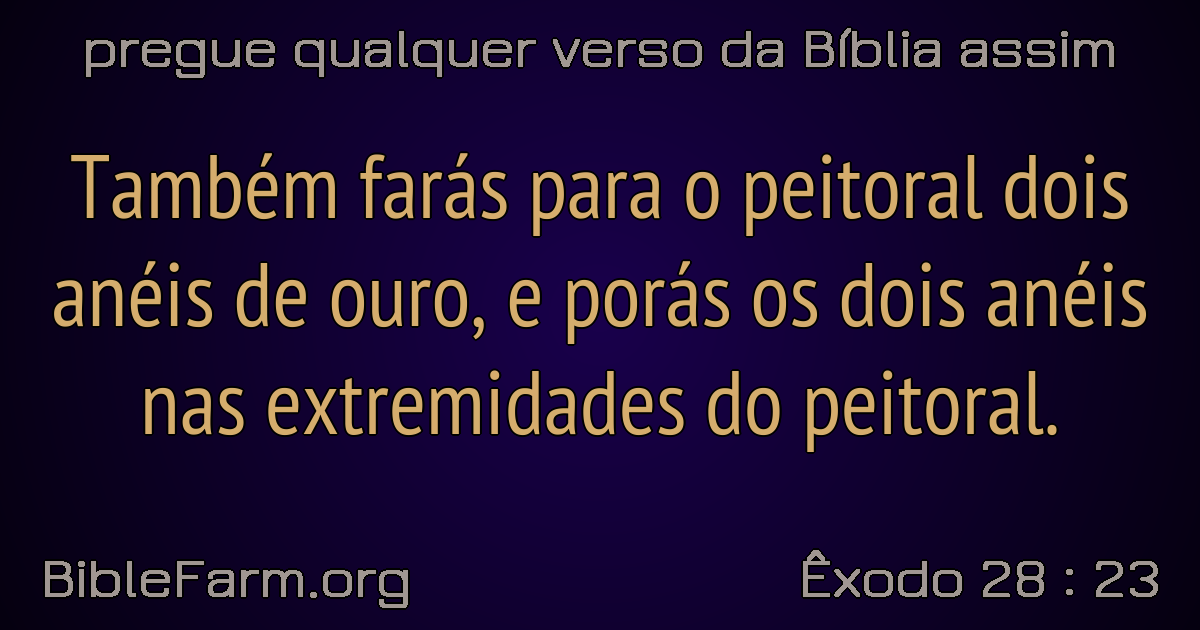 pregue qualquer verso da Bíblia assim
Também farás para o peitoral dois
anéis de ouro, e porás os dois anéis
nas extremidades do peitoral.
BibleFarm.org
Êxodo 28 : 23